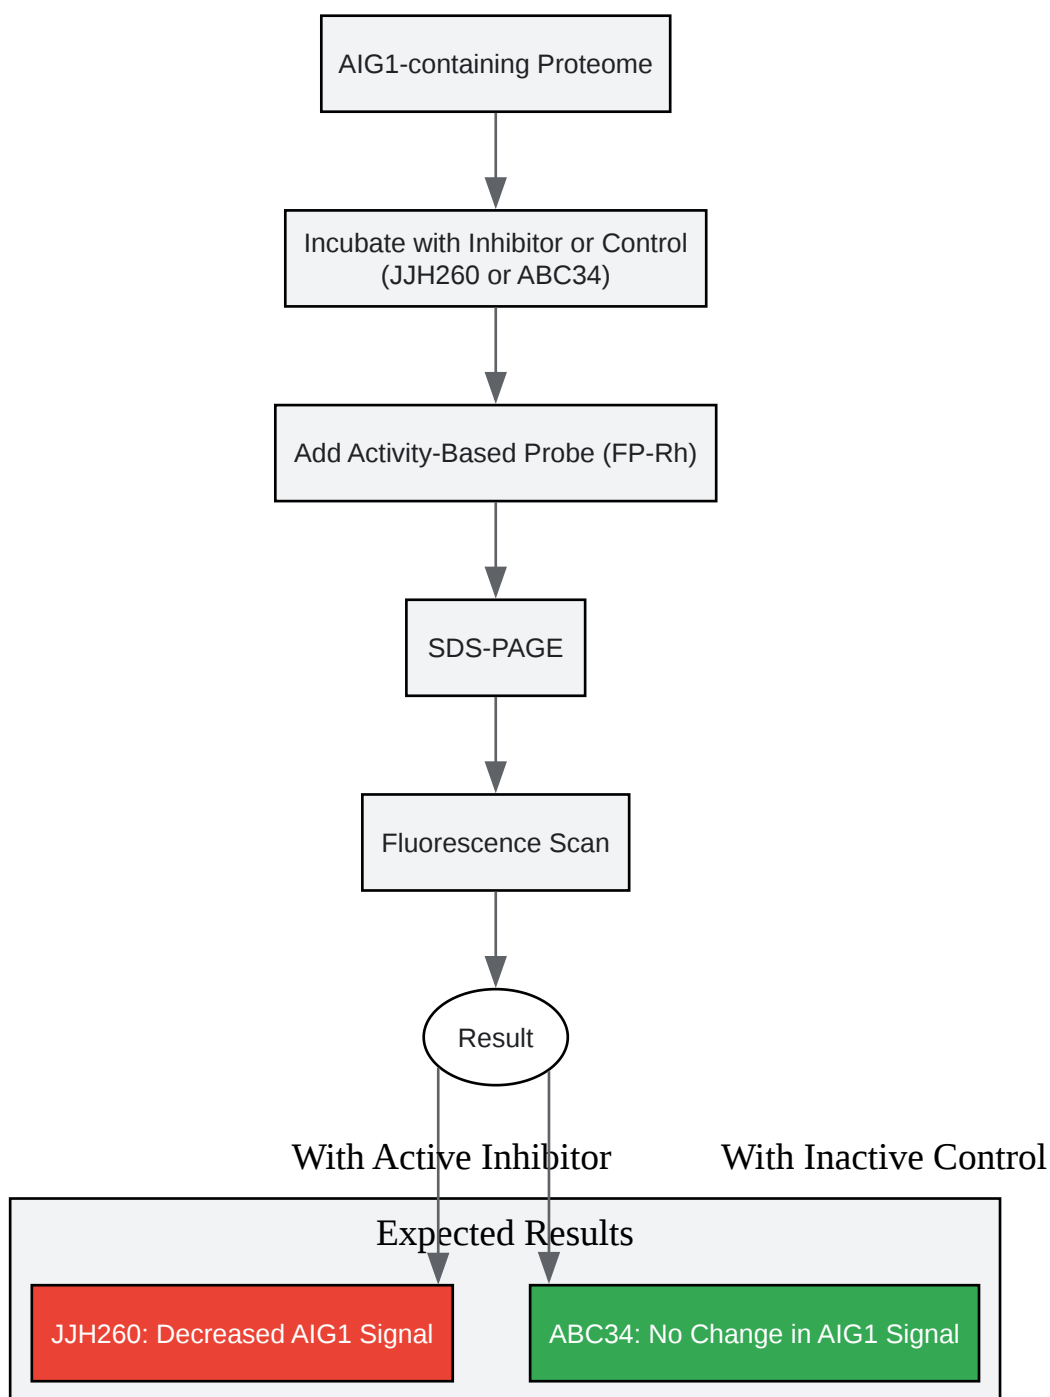 AIG1-containing Proteome
Incubate with Inhibitor or Control
(JJH260 or ABC34)
Add Activity-Based Probe (FP-Rh)
SDS-PAGE
Fluorescence Scan
Result
With Active Inhibitor
With Inactive Control
Expected Results
JJH260: Decreased AIG1 Signal
ABC34: No Change in AIG1 Signal